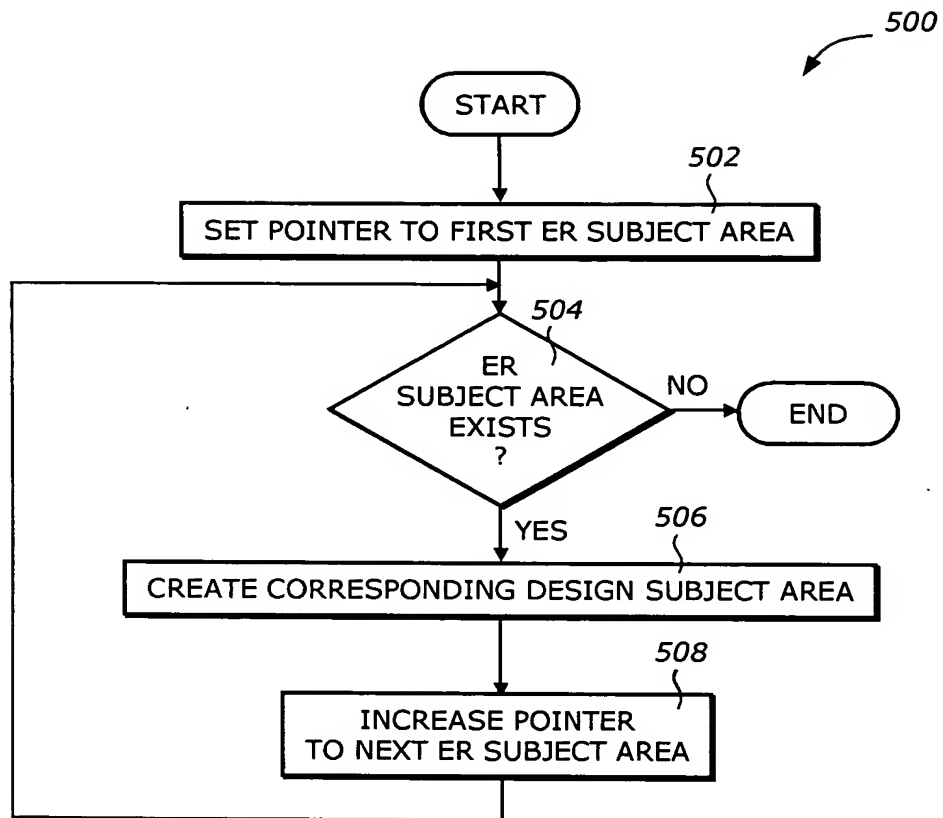 500
START
502
SET POINTER TO FIRST ER SUBJECT AREA
504
ER
SUBJECT AREA
EXISTS
?
NO
END
YES
506
CREATE CORRESPONDING DESIGN SUBJECT AREA
508
INCREASE POINTER
TO NEXT ER SUBJECT AREA